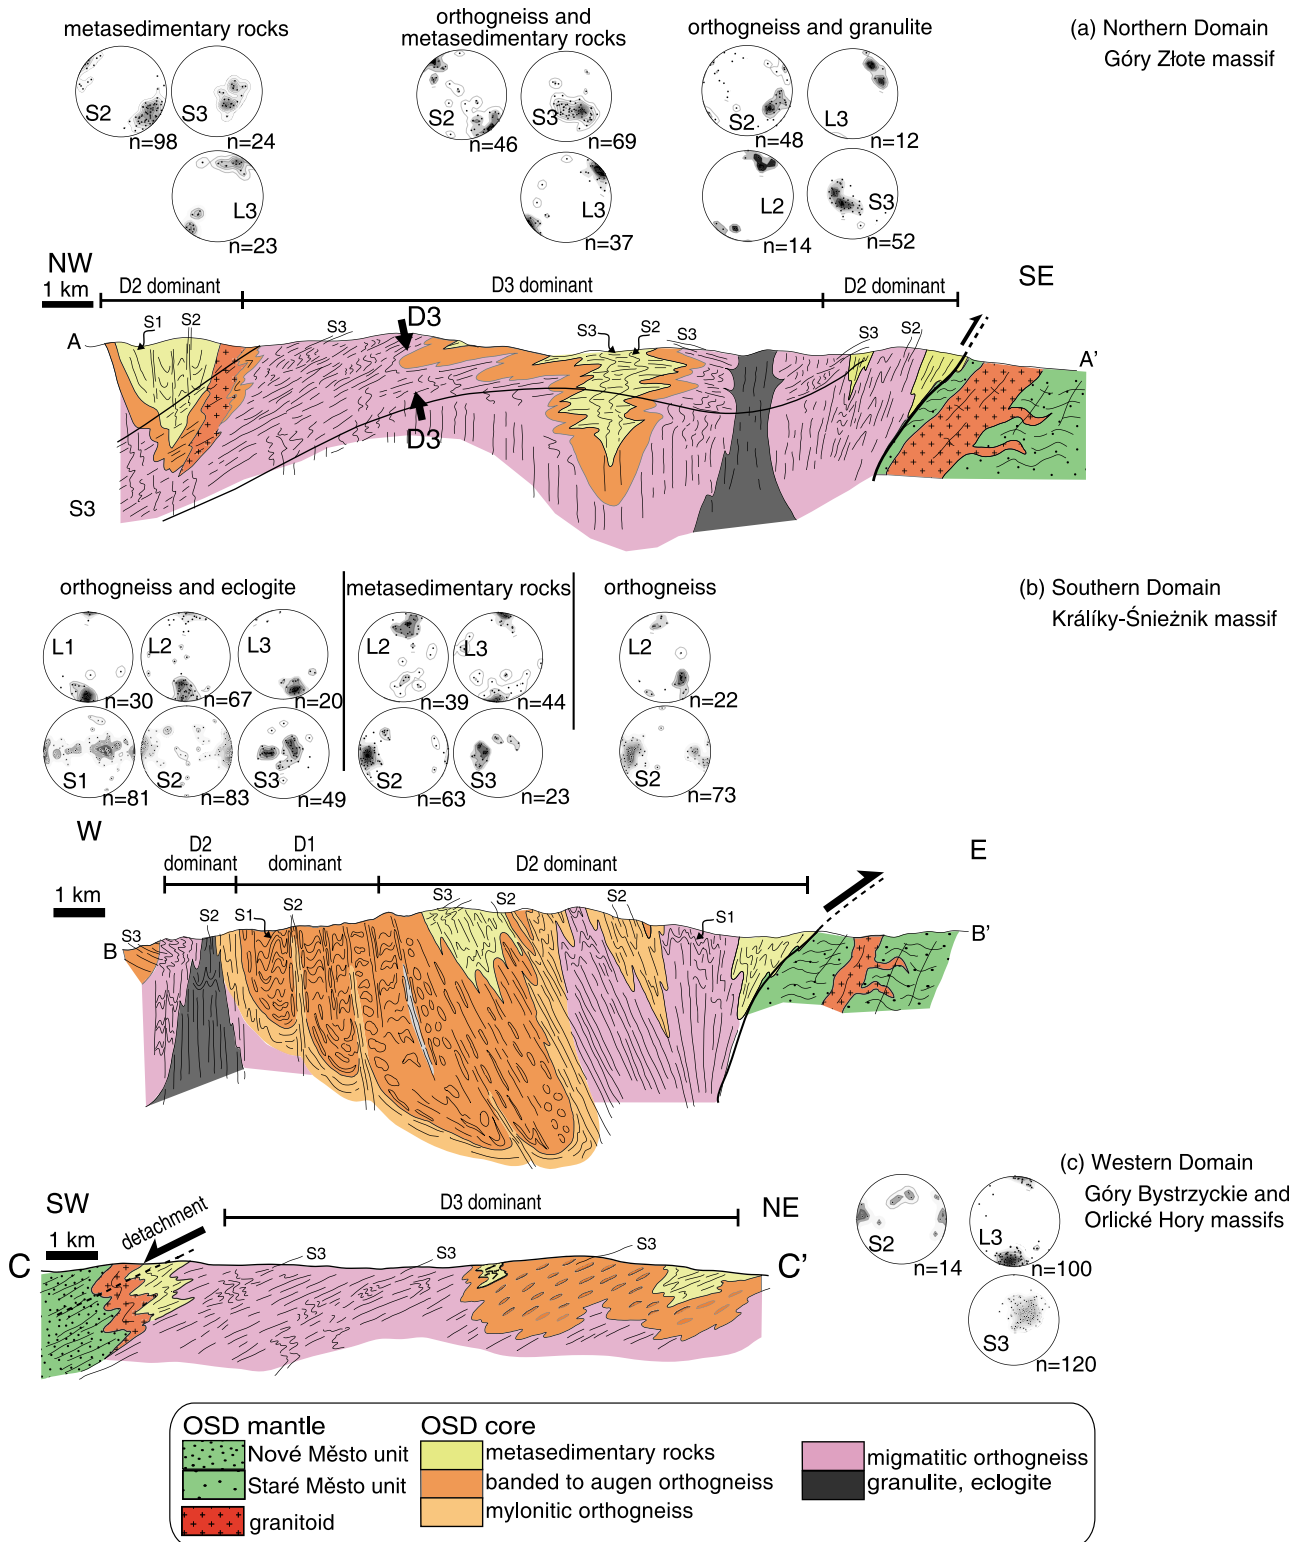 metasedimentary rocks
orthogneiss and
metasedimentary rocks
orthogneiss and granulite
(a) Northern Domain
Góry Złote massif
S2
n=98
S3
n=24
L3
n=23
S2
n=46
S3
n=69
L3
n=37
S2
n=48
L3
n=12
L2
n=14
S3
n=52
NW
SE
1 km
D2 dominant
D3 dominant
D2 dominant
A
S1
S2
S3
D3
S3
S2
S3
S3
S2
A'
D3
S3
orthogneiss and eclogite
metasedimentary rocks
orthogneiss
(b) Southern Domain
Králíky-Śnieżnik massif
L1
n=30
L2
n=67
L3
n=20
L2
n=39
L3
n=44
L2
n=22
S1
n=81
S2
n=83
S3
n=49
S2
n=63
S3
n=23
S2
n=73
W
E
1 km
D2
dominant
D1
dominant
D2 dominant
B
S3
S2
S1
S2
S3
S2
S2
S1
B'
(c) Western Domain
Góry Bystrzyckie and
Orlické Hory massifs
S2
n=14
L3
n=100
S3
n=120
SW
NE
1 km
detachment
D3 dominant
C
S3
S3
S3
C'
OSD mantle
Nové Město unit
Staré Město unit
granitoid
OSD core
metasedimentary rocks
banded to augen orthogneiss
mylonitic orthogneiss
migmatitic orthogneiss
granulite, eclogite